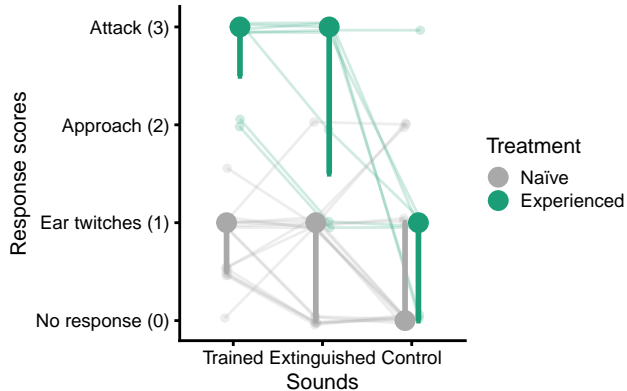 Response scores
Attack (3)
Approach (2)
Ear twitches (1)
No response (0)
Trained Extinguished Control
Sounds
Treatment
Naïve
Experienced